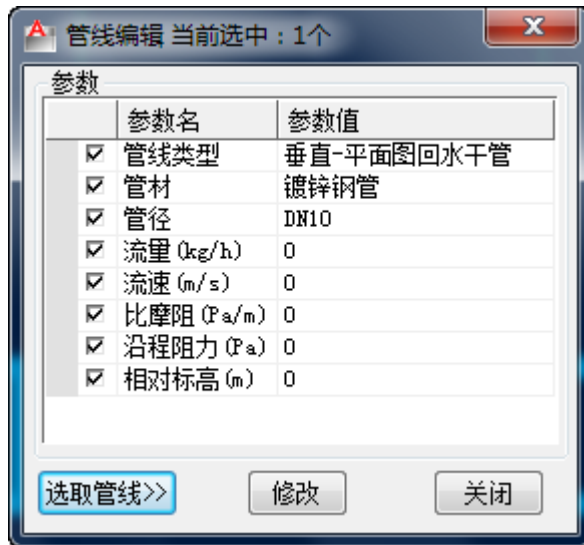 管线编辑 当前选中：1个
参数
参数名 参数值
管线类型 垂直-平面图回水干管
管材 镀锌钢管
管径 DN10
流量(kg/h) 0
流速(m/s) 0
比摩阻(Pa/m) 0
沿程阻力(Pa) 0
相对标高(m) 0
选取管线>> 修改 关闭